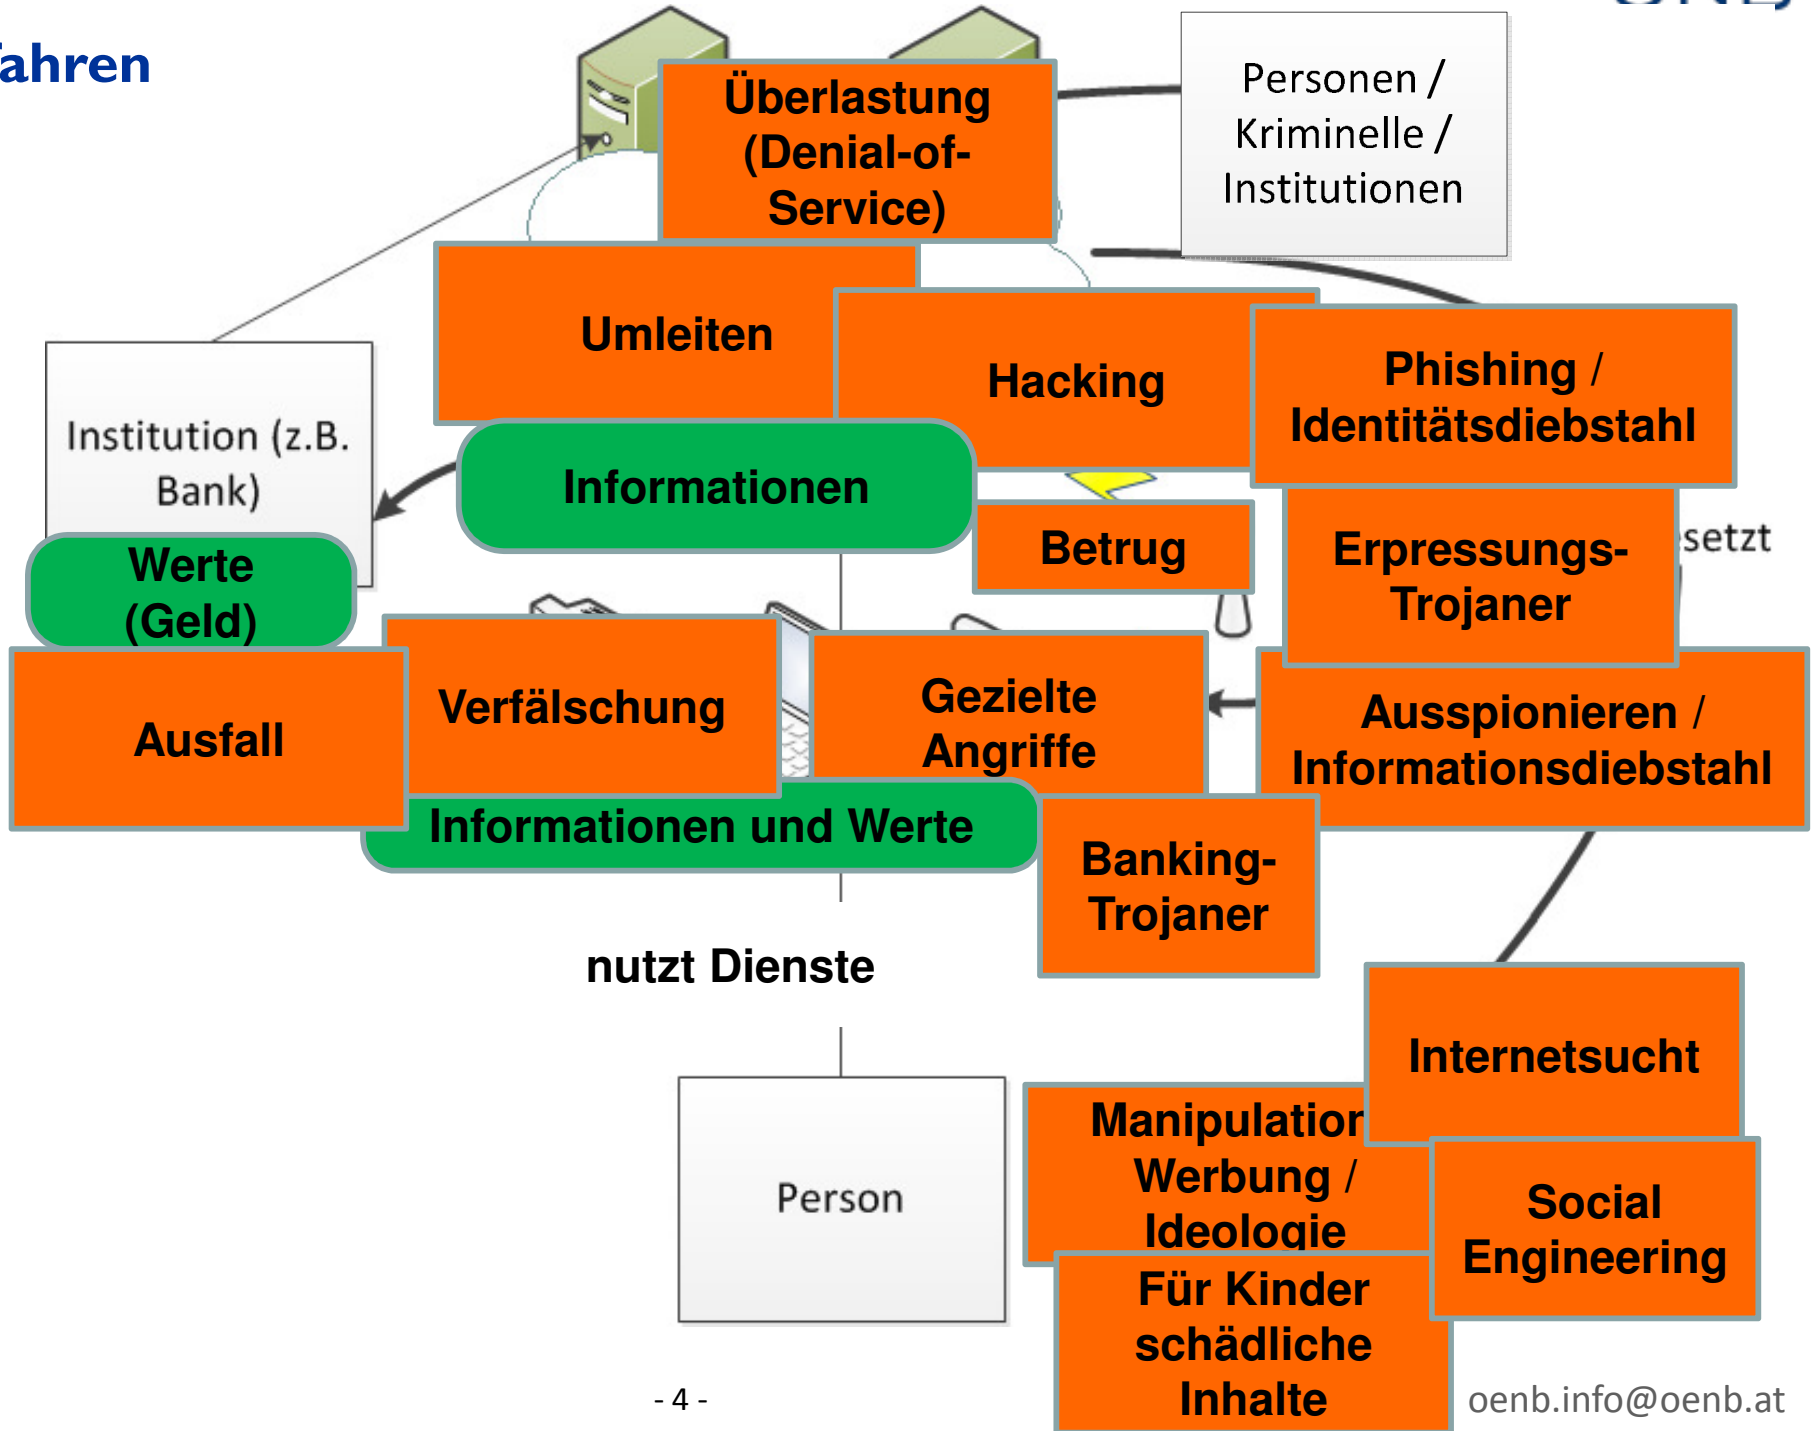 Personen /
Kriminelle /
Institutionen
Überlastung
(Denial-of-
Service)
Umleiten
Hacking
Phishing /
Identitätsdiebstahl
Institution (z.B.
Bank)
Informationen
Betrug
Erpressungs-
Trojaner
Werte
(Geld)
Ausfall
Verfälschung
Gezielte
Angriffe
Ausspionieren /
Informationsdiebstahl
Informationen und Werte
Banking-
Trojaner
nutzt Dienste
Internetsucht
Manipulation
Werbung /
Ideologie
Person
Social
Engineering
Für Kinder
schädliche
Inhalte
- 4 -
oenb.info@oenb.at